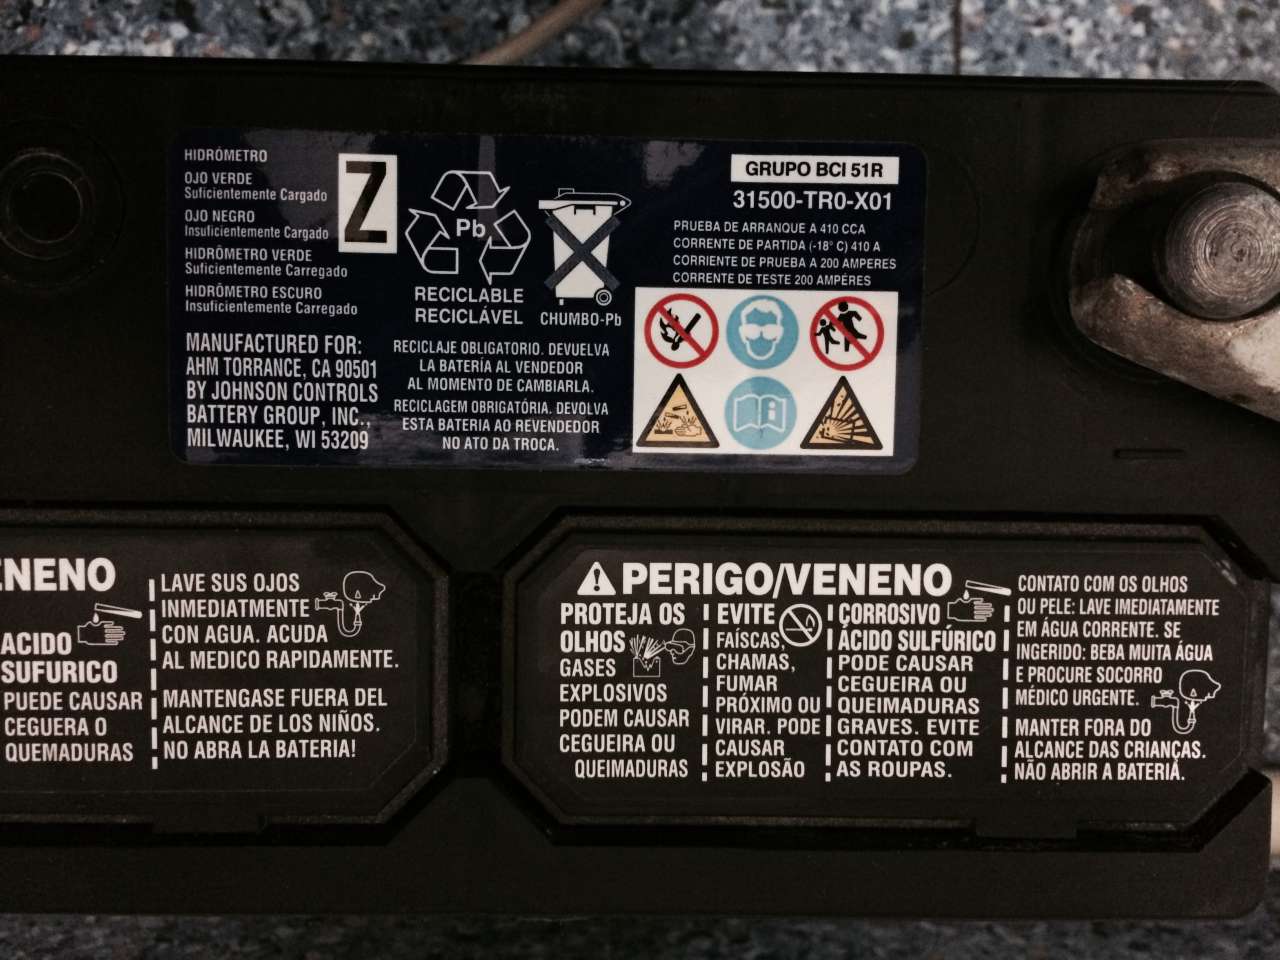 HIDRÓMETRO
OJO VERDE
Suficientemente Cargado
OJO NEGRO
Insuficientemente Cargado
HIDRÔMETRO VERDE
Suficientemente Carregado
HIDRÔMETRO ESCURO
Insuficientemente Carregado
Z
MANUFACTURED FOR:
AHM TORRANCE, CA 90501
BY JOHNSON CONTROLS
BATTERY GROUP, INC.,
MILWAUKEE, WI 53209
Pb
RECICLABLE
RECICLÁVEL
CHUMBO-Pb
RECICLAJE OBLIGATORIO. DEVUELVA
LA BATERÍA AL VENDEDOR
AL MOMENTO DE CAMBIARLA.
RECICLAGEM OBRIGATÓRIA. DEVOLVA
ESTA BATERIA AO REVENDEDOR
NO ATO DA TROCA.
GRUPO BCI 51R
31500-TR0-X01
PRUEBA DE ARRANQUE A 410 CCA
CORRENTE DE PARTIDA (-18° C) 410 A
CORRIENTE DE PRUEBA A 200 AMPERES
CORRENTE DE TESTE 200 AMPÉRES
ENENO
ACIDO
SUFURICO
PUEDE CAUSAR
CEGUERA O
QUEMADURAS
LAVE SUS OJOS
INMEDIATMENTE
CON AGUA. ACUDA
AL MEDICO RAPIDAMENTE.
MANTENGASE FUERA DEL
ALCANCE DE LOS NIÑOS.
NO ABRA LA BATERIA!
PERIGO/VENENO
PROTEJA OS
OLHOS
GASES
EXPLOSIVOS
PODEM CAUSAR
CEGUEIRA OU
QUEIMADURAS
EVITE
FAÍSCAS,
CHAMAS,
FUMAR
PRÓXIMO OU
VIRAR. PODE
CAUSAR
EXPLOSÃO
CORROSIVO
ÁCIDO SULFÚRICO
PODE CAUSAR
CEGUEIRA OU
QUEIMADURAS
GRAVES. EVITE
CONTATO COM
AS ROUPAS.
CONTATO COM OS OLHOS
OU PELE: LAVE IMEDIATAMENTE
EM ÁGUA CORRENTE. SE
INGERIDO: BEBA MUITA ÁGUA
E PROCURE SOCORRO
MÉDICO URGENTE.
MANTER FORA DO
ALCANCE DAS CRIANÇAS.
NÃO ABRIR A BATERIA.